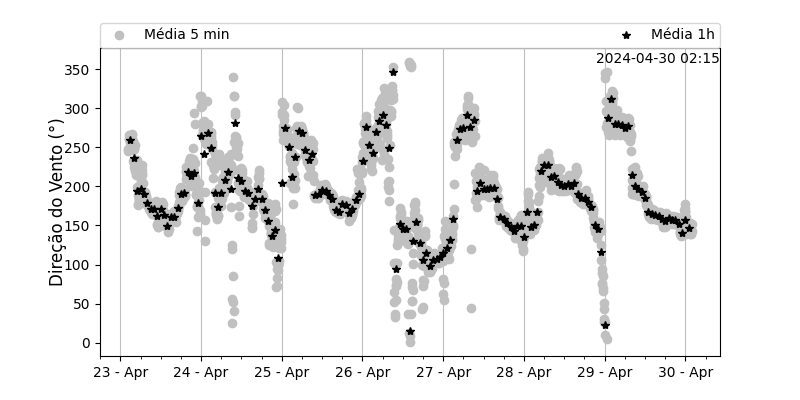 Média 5 min
Média 1h
2024-04-30 02:15
Direção do Vento (°)
350
300
250
200
150
100
50
0
23 - Apr
24 - Apr
25 - Apr
26 - Apr
27 - Apr
28 - Apr
29 - Apr
30 - Apr